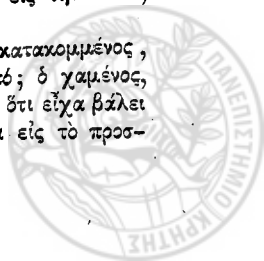 κατακομμένος,
ό; ὁ χαμένος,
ὅτι εἶχα βάλει
εἰς τὸ προσ-
ΠΑΝΕΠΙΣΤΗΜΙΟ ΚΡΗΤΗΣ